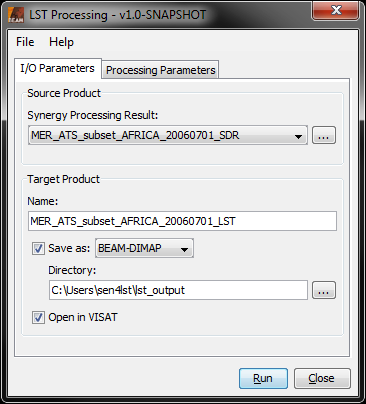 BEAM
LST Processing - v1.0-SNAPSHOT
File Help
I/O Parameters Processing Parameters
Source Product
Synergy Processing Result:
MER_ATS_subset_AFRICA_20060701_SDR ...
Target Product
Name:
MER_ATS_subset_AFRICA_20060701_LST
Save as: BEAM-DIMAP
Directory:
C:\Users\sen4lst\lst_output ...
Open in VISAT
Run Close